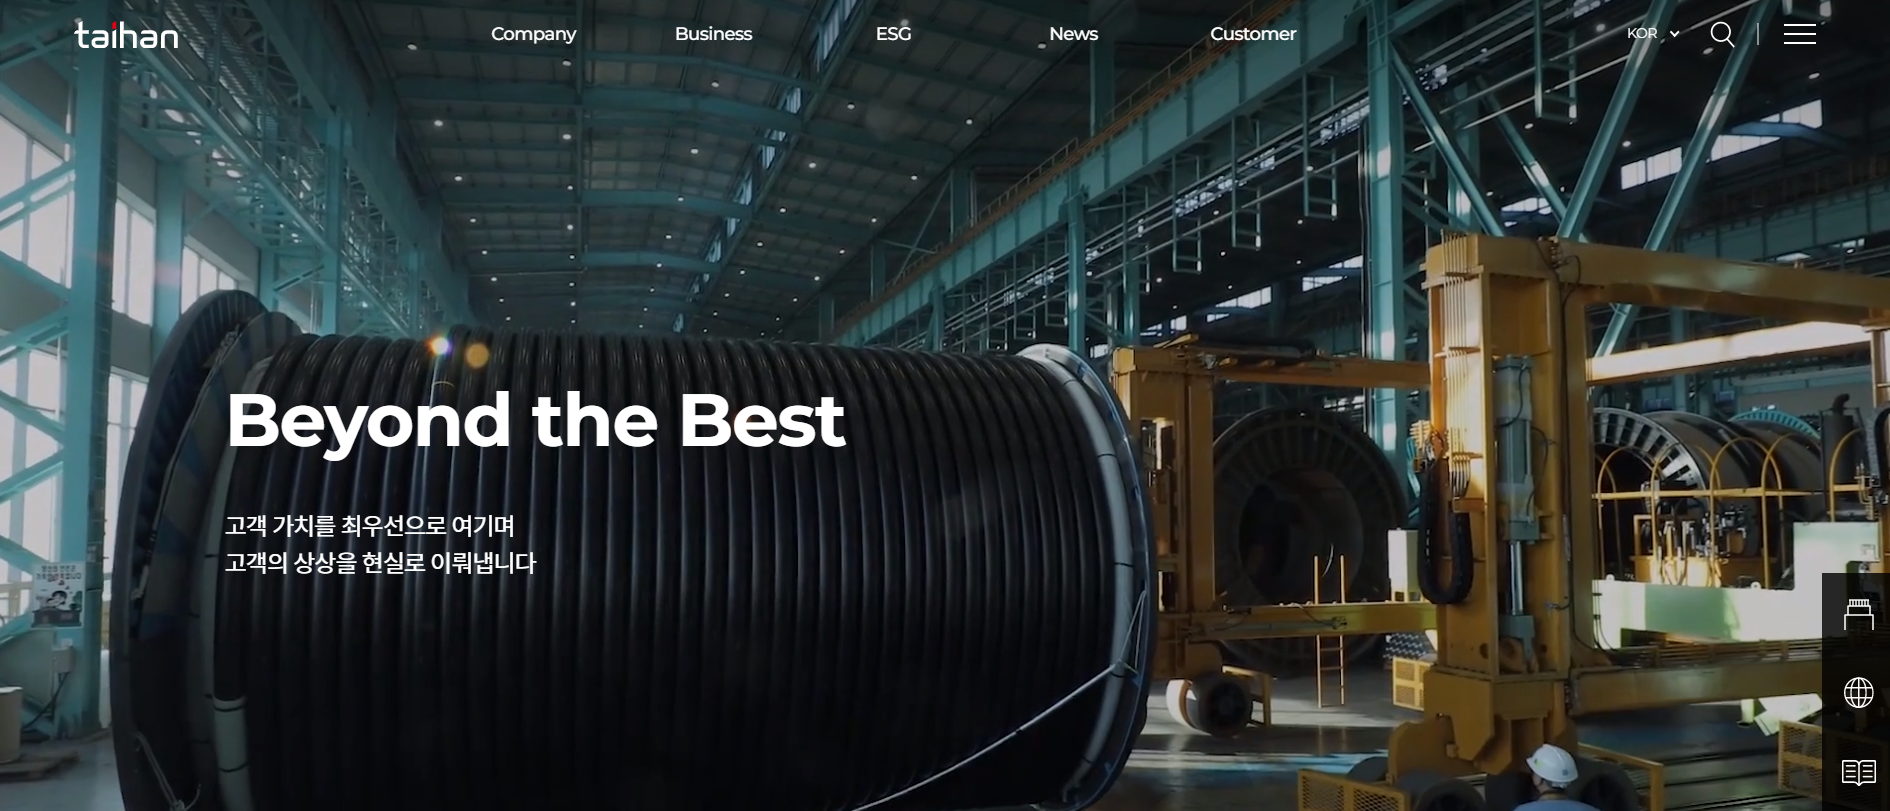 taihan
Company
Business
ESG
News
Customer
KOR
Beyond the Best
고객 가치를 최우선으로 여기며
고객의 상상을 현실로 이뤄냅니다